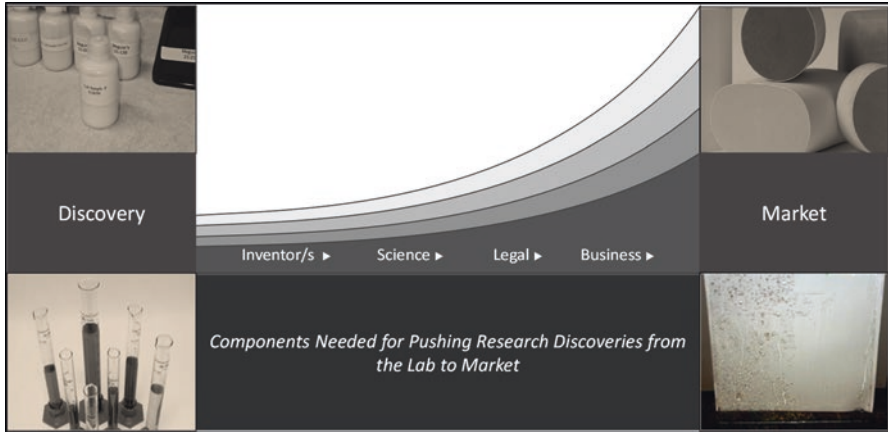 Discovery
Market
Inventor/s ▶ Science ▶ Legal ▶ Business ▶
Components Needed for Pushing Research Discoveries from
the Lab to Market